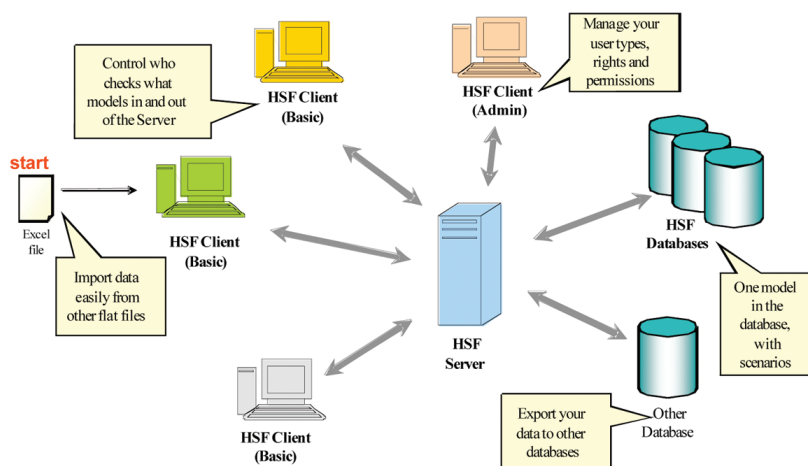 Control who
checks what
models in and out
of the Server
HSF Client
(Basic)
HSF Client
(Admin)
Manage your
user types,
rights and
permissions
start
Excel
file
HSF Client
(Basic)
Import data
easily from
other flat files
HSF
Databases
One model
in the
database,
with
scenarios
HSF
Server
HSF Client
(Basic)
Export your
data to other
databases
Other
Database